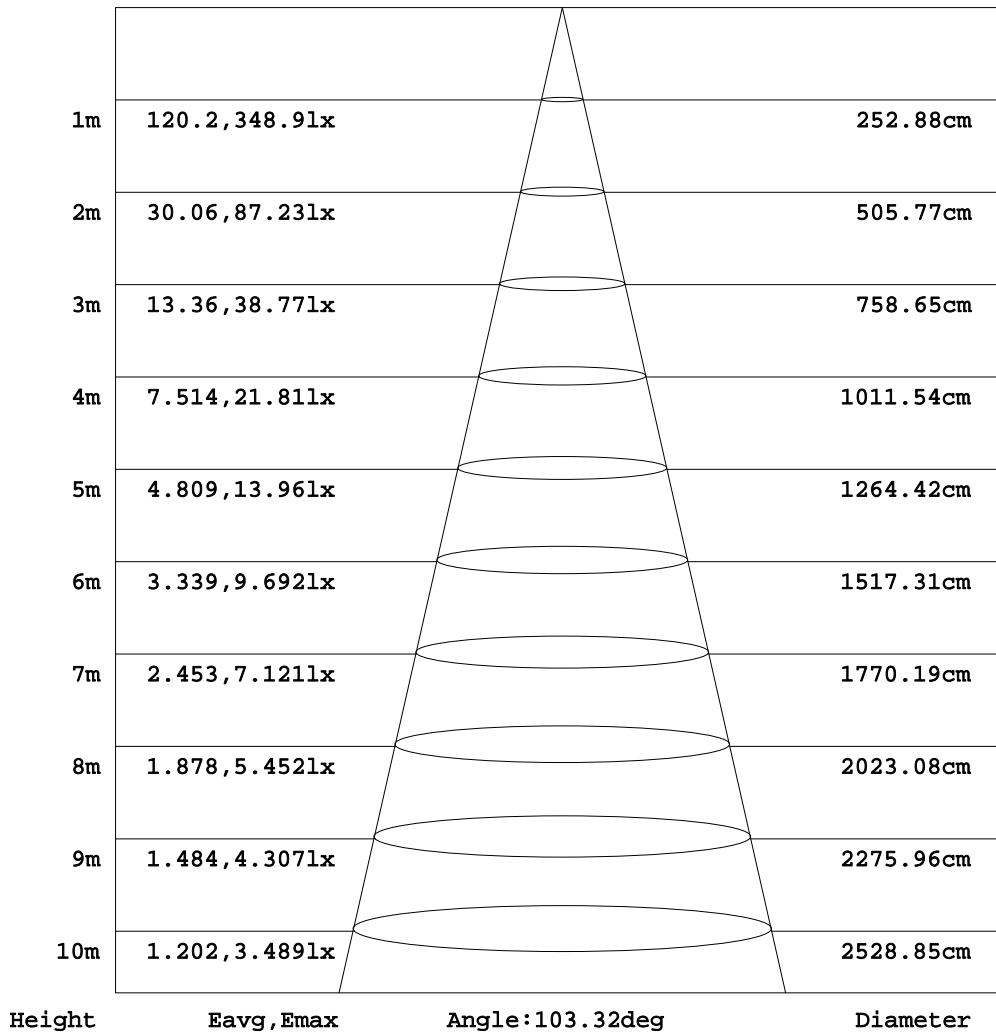 1m 120.2,348.9lx 252.88cm
2m 30.06,87.23lx 505.77cm
3m 13.36,38.77lx 758.65cm
4m 7.514,21.81lx 1011.54cm
5m 4.809,13.96lx 1264.42cm
6m 3.339,9.692lx 1517.31cm
7m 2.453,7.121lx 1770.19cm
8m 1.878,5.452lx 2023.08cm
9m 1.484,4.307lx 2275.96cm
10m 1.202,3.489lx 2528.85cm
Height Eavg,Emax Angle:103.32deg Diameter